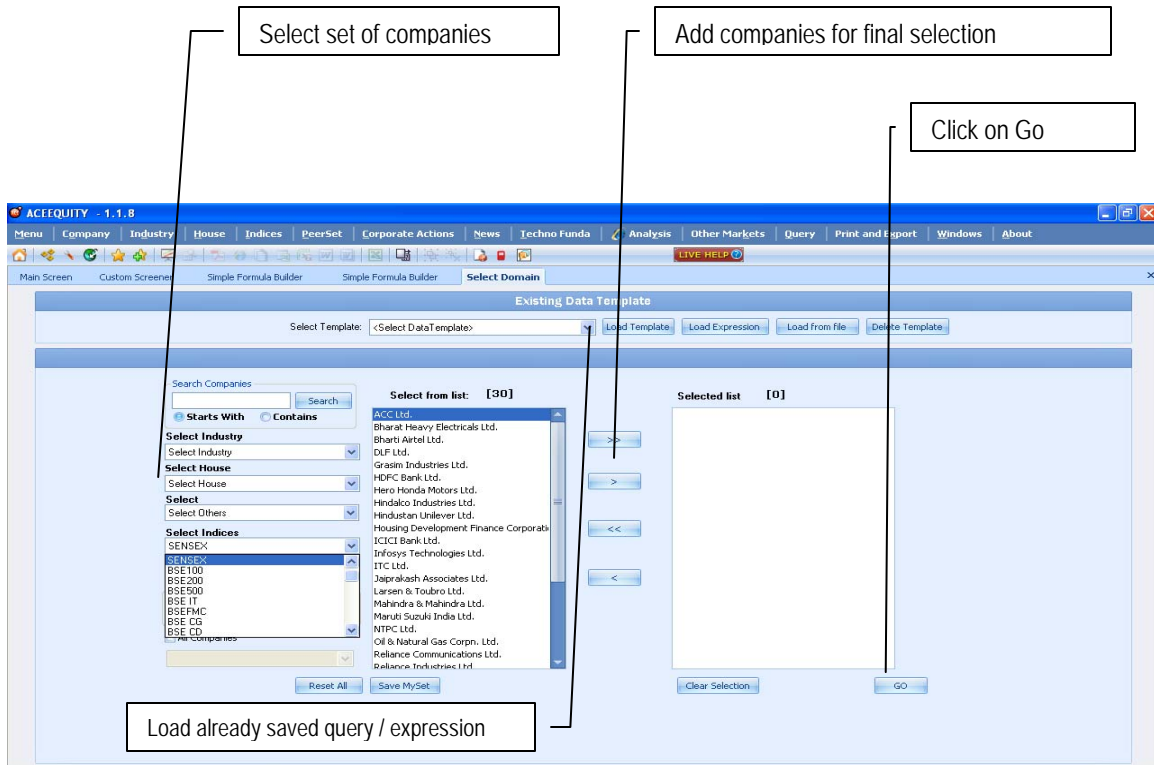 Select set of companies
Add companies for final selection
Click on Go
ACEEQUITY - 1.1.8
Menu Company Industry House Indices PeerSet Corporate Actions News Techno Funda Analysis Other Markets Query Print and Export Windows About
LIVE HELP ?
Main Screen Custom Screener Simple Formula Builder Simple Formula Builder Select Domain
Existing Data Template
Select Template: <Select DataTemplate> Load Template Load Expression Load from file Delete Template
Search Companies
Search
Starts With Contains
Select Industry
Select Industry
Select House
Select House
Select
Select Others
Select Indices
SENSEX
SENSEX
BSE100
BSE200
BSE500
BSE IT
BSEFMC
BSE CG
BSE CD
All Companies
Select from list: [30]
ACC Ltd.
Bharat Heavy Electricals Ltd.
Bharti Airtel Ltd.
DLF Ltd.
Grasim Industries Ltd.
HDFC Bank Ltd.
Hero Honda Motors Ltd.
Hindalco Industries Ltd.
Hindustan Unilever Ltd.
Housing Development Finance Corporati
ICICI Bank Ltd.
Infosys Technologies Ltd.
ITC Ltd.
Jaiprakash Associates Ltd.
Larsen & Toubro Ltd.
Mahindra & Mahindra Ltd.
Maruti Suzuki India Ltd.
NTPC Ltd.
Oil & Natural Gas Corpn. Ltd.
Reliance Communications Ltd.
Reliance Industries Ltd
>>
>
<<
<
Selected list [0]
Reset All Save MySet Clear Selection GO
Load already saved query / expression